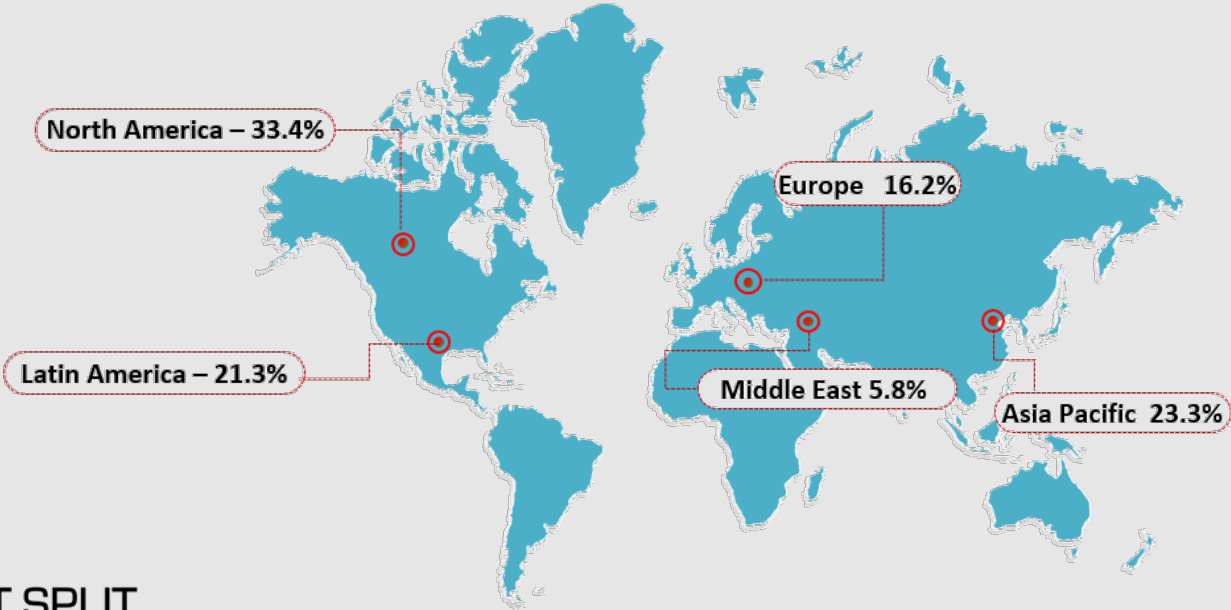 North America – 33.4%
Europe 16.2%
Latin America – 21.3%
Middle East 5.8%
Asia Pacific 23.3%
SPLIT